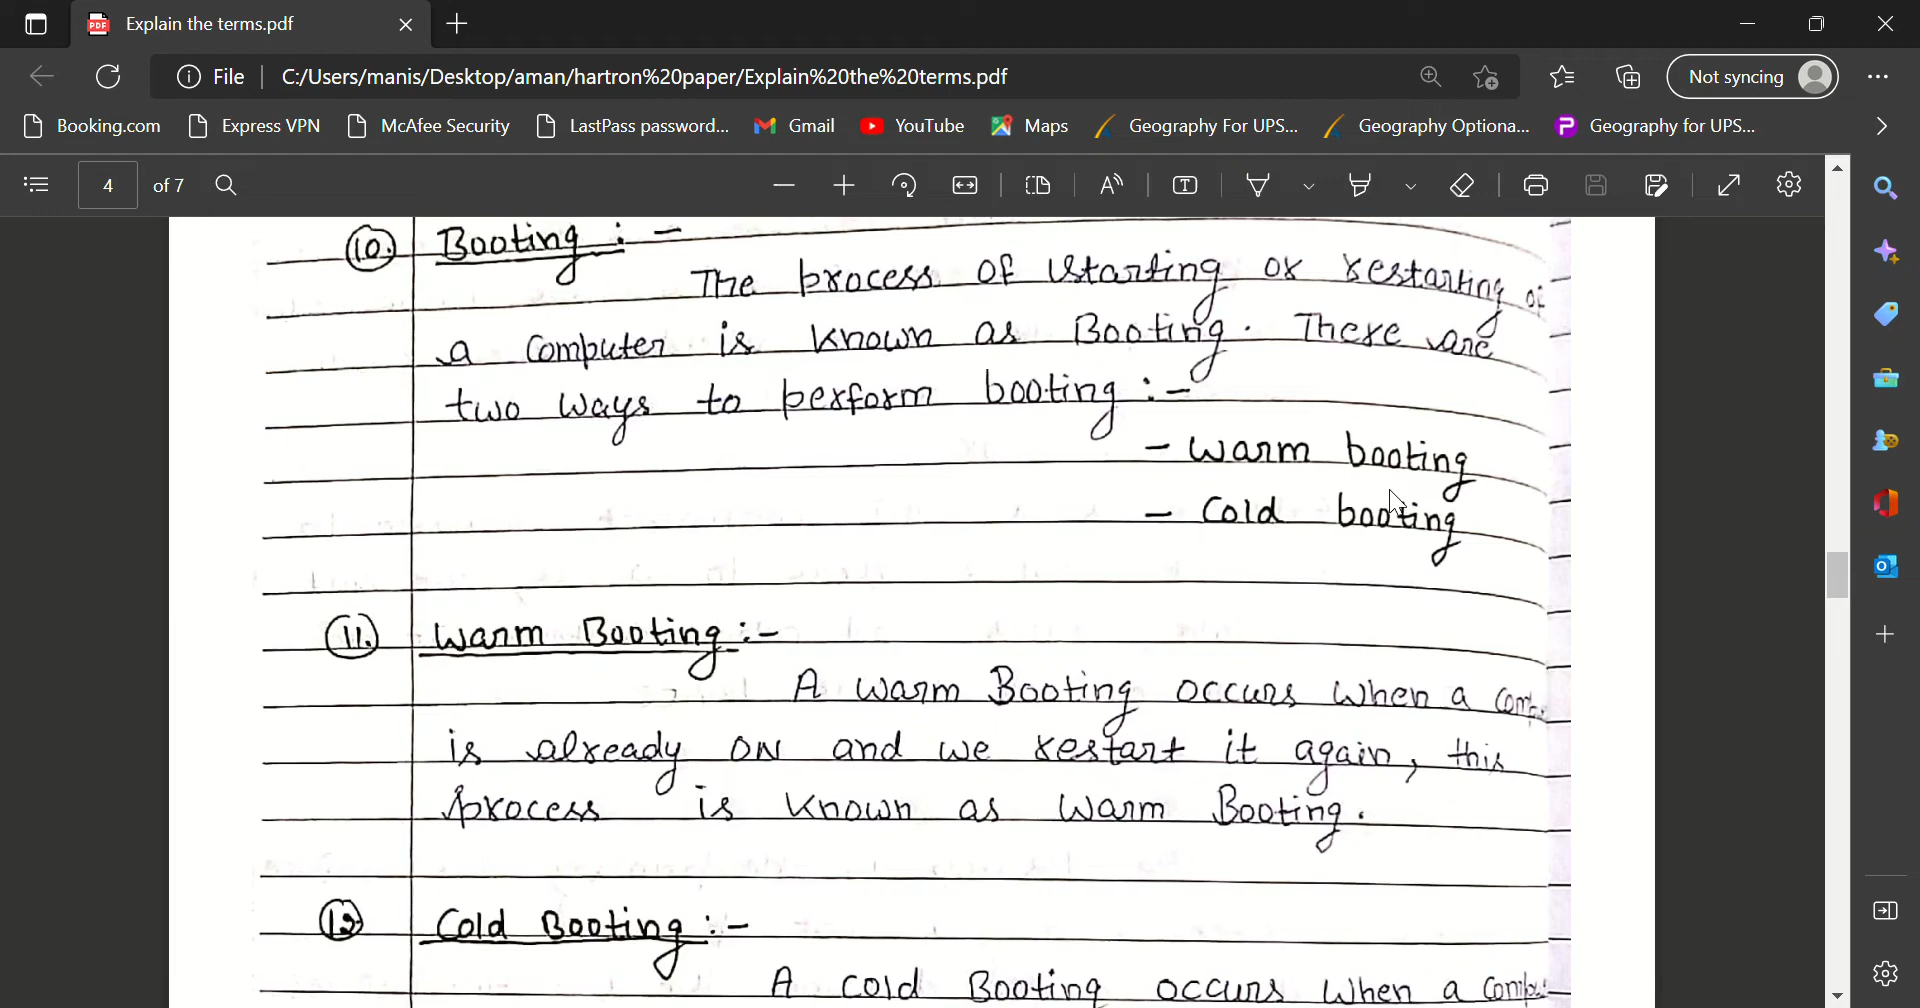 Explain the terms.pdf
File C:/Users/manis/Desktop/aman/hartron%20paper/Explain%20the%20terms.pdf Not syncing
Booking.com Express VPN McAfee Security LastPass password... Gmail YouTube Maps Geography For UPS... Geography Optiona... Geography for UPS...
4 of 7
10. Booting :-
The process of starting or restarting of
a Computer is known as Booting. There are
two ways to perform booting :-
- warm booting
- Cold booting
11. Warm Booting :-
A warm Booting occurs when a
is already ON and we restart it again, this
process is known as Warm Booting.
12. Cold Booting :-
A cold Booting occurs when a